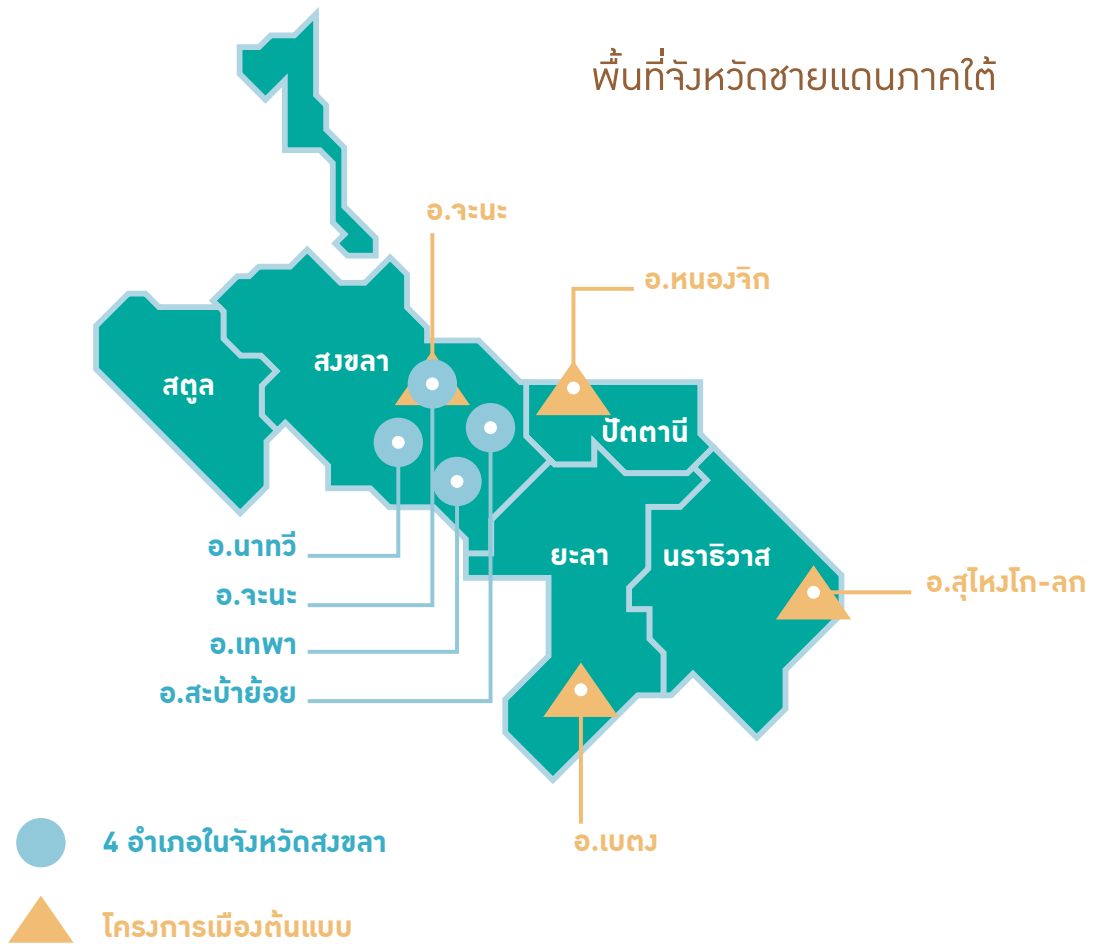 พื้นที่จังหวัดชายแดนภาคใต้
อ.จะนะ
อ.หนองจิก
สงขลา
สตูล
ปัตตานี
อ.นาทวี
ยะลา
นราธิวาส
อ.สุไหงโก-ลก
อ.จะนะ
อ.เทพา
อ.สะบ้าย้อย
อ.เบตง
4 อำเภอในจังหวัดสงขลา
โครงการเมืองต้นแบบ